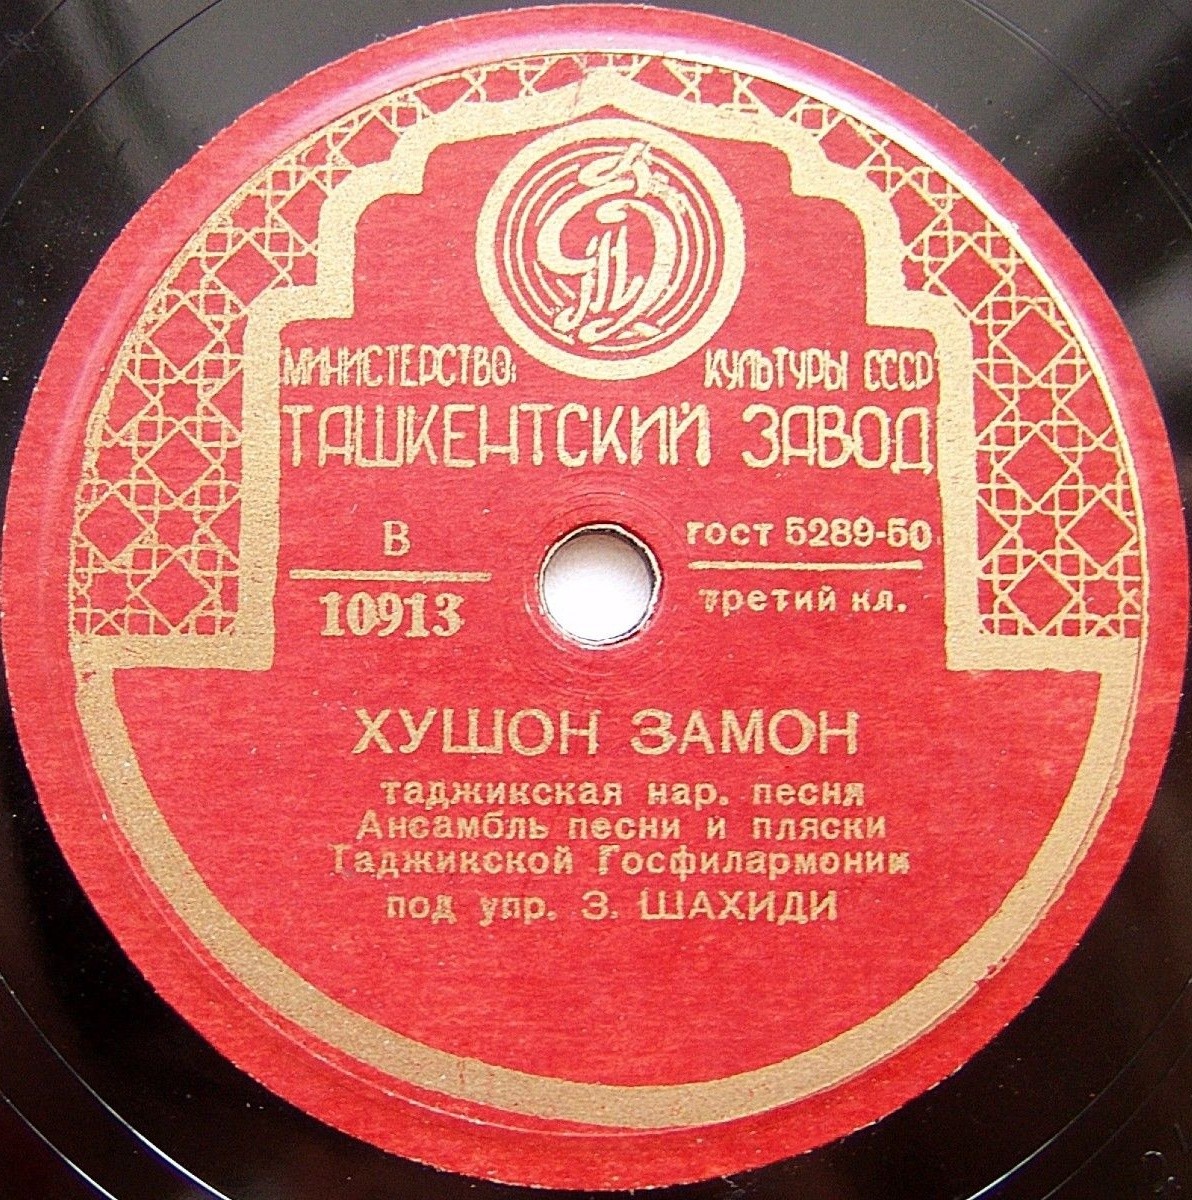 МИНИСТЕРСТВО КУЛЬТУРЫ СССР
ТАШКЕНТСКИЙ ЗАВОД
В
10913
гост 5289-50
третий кл.
ХУШОН ЗАМОН
таджикская нар. песня
Ансамбль песни и пляски
Таджикской Госфилармонии
под упр. З. ШАХИДИ